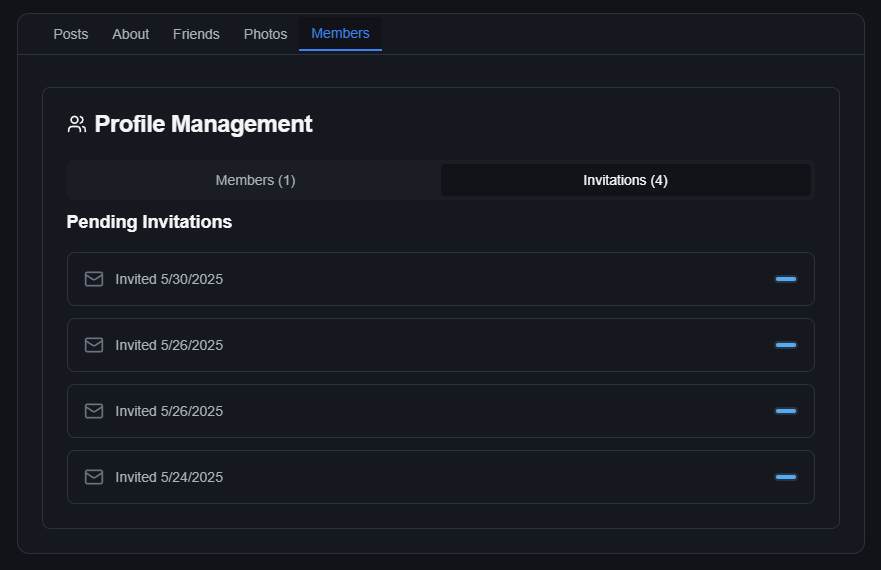 Posts About Friends Photos Members
Profile Management
Members (1) Invitations (4)
Pending Invitations
Invited 5/30/2025
Invited 5/26/2025
Invited 5/26/2025
Invited 5/24/2025